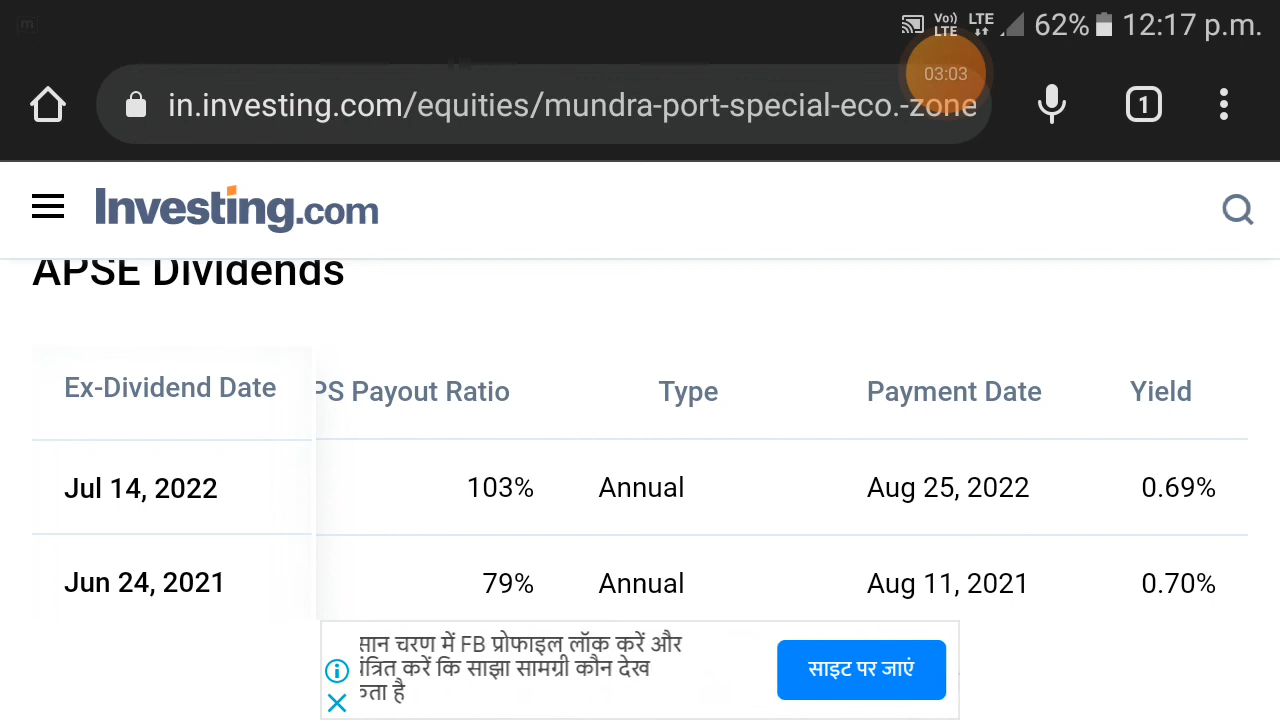 Vo)) LTE LTE 62% 12:17 p.m.
03:03
in.investing.com/equities/mundra-port-special-eco.-zone
1
Investing.com
APSE Dividends
Ex-Dividend Date PS Payout Ratio Type Payment Date Yield
Jul 14, 2022 103% Annual Aug 25, 2022 0.69%
Jun 24, 2021 79% Annual Aug 11, 2021 0.70%
सान चरण में FB प्रोफाइल लॉक करें और
यंत्रित करें कि साझा सामग्री कौन देख
कता है
साइट पर जाएं